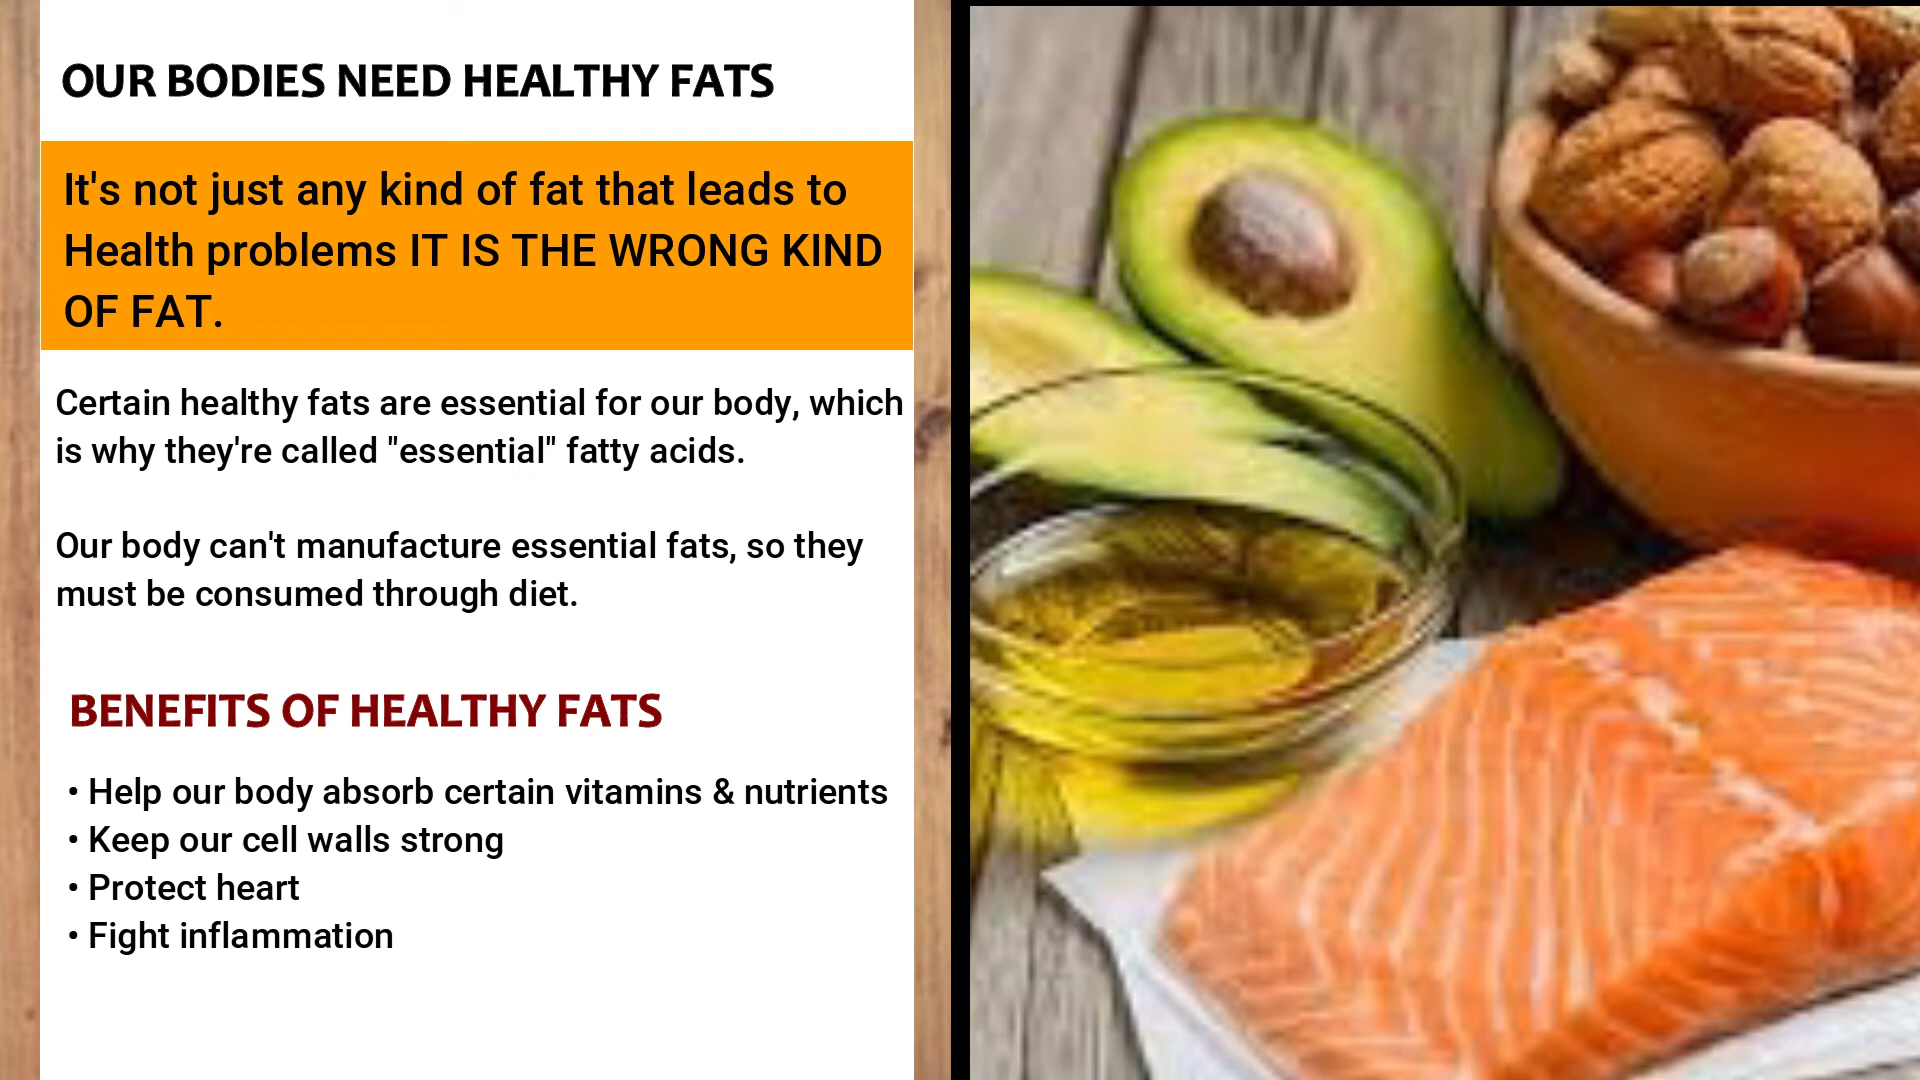 OUR BODIES NEED HEALTHY FATS
It's not just any kind of fat that leads to
Health problems IT IS THE WRONG KIND
OF FAT.
Certain healthy fats are essential for our body, which
is why they're called "essential" fatty acids.
Our body can't manufacture essential fats, so they
must be consumed through diet.
BENEFITS OF HEALTHY FATS
• Help our body absorb certain vitamins & nutrients
• Keep our cell walls strong
• Protect heart
• Fight inflammation